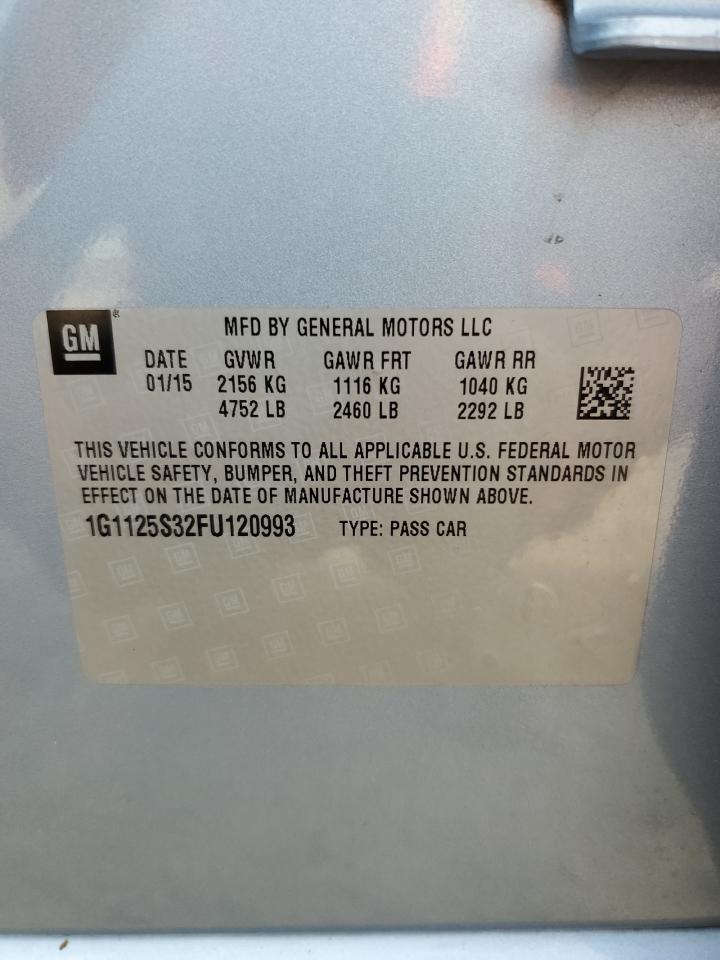 GM
MFD BY GENERAL MOTORS LLC
DATE GVWR GAWR FRT GAWR RR
01/15 2156 KG 1116 KG 1040 KG
4752 LB 2460 LB 2292 LB
THIS VEHICLE CONFORMS TO ALL APPLICABLE U.S. FEDERAL MOTOR
VEHICLE SAFETY, BUMPER, AND THEFT PREVENTION STANDARDS IN
EFFECT ON THE DATE OF MANUFACTURE SHOWN ABOVE.
1G1125S32FU120993 TYPE: PASS CAR